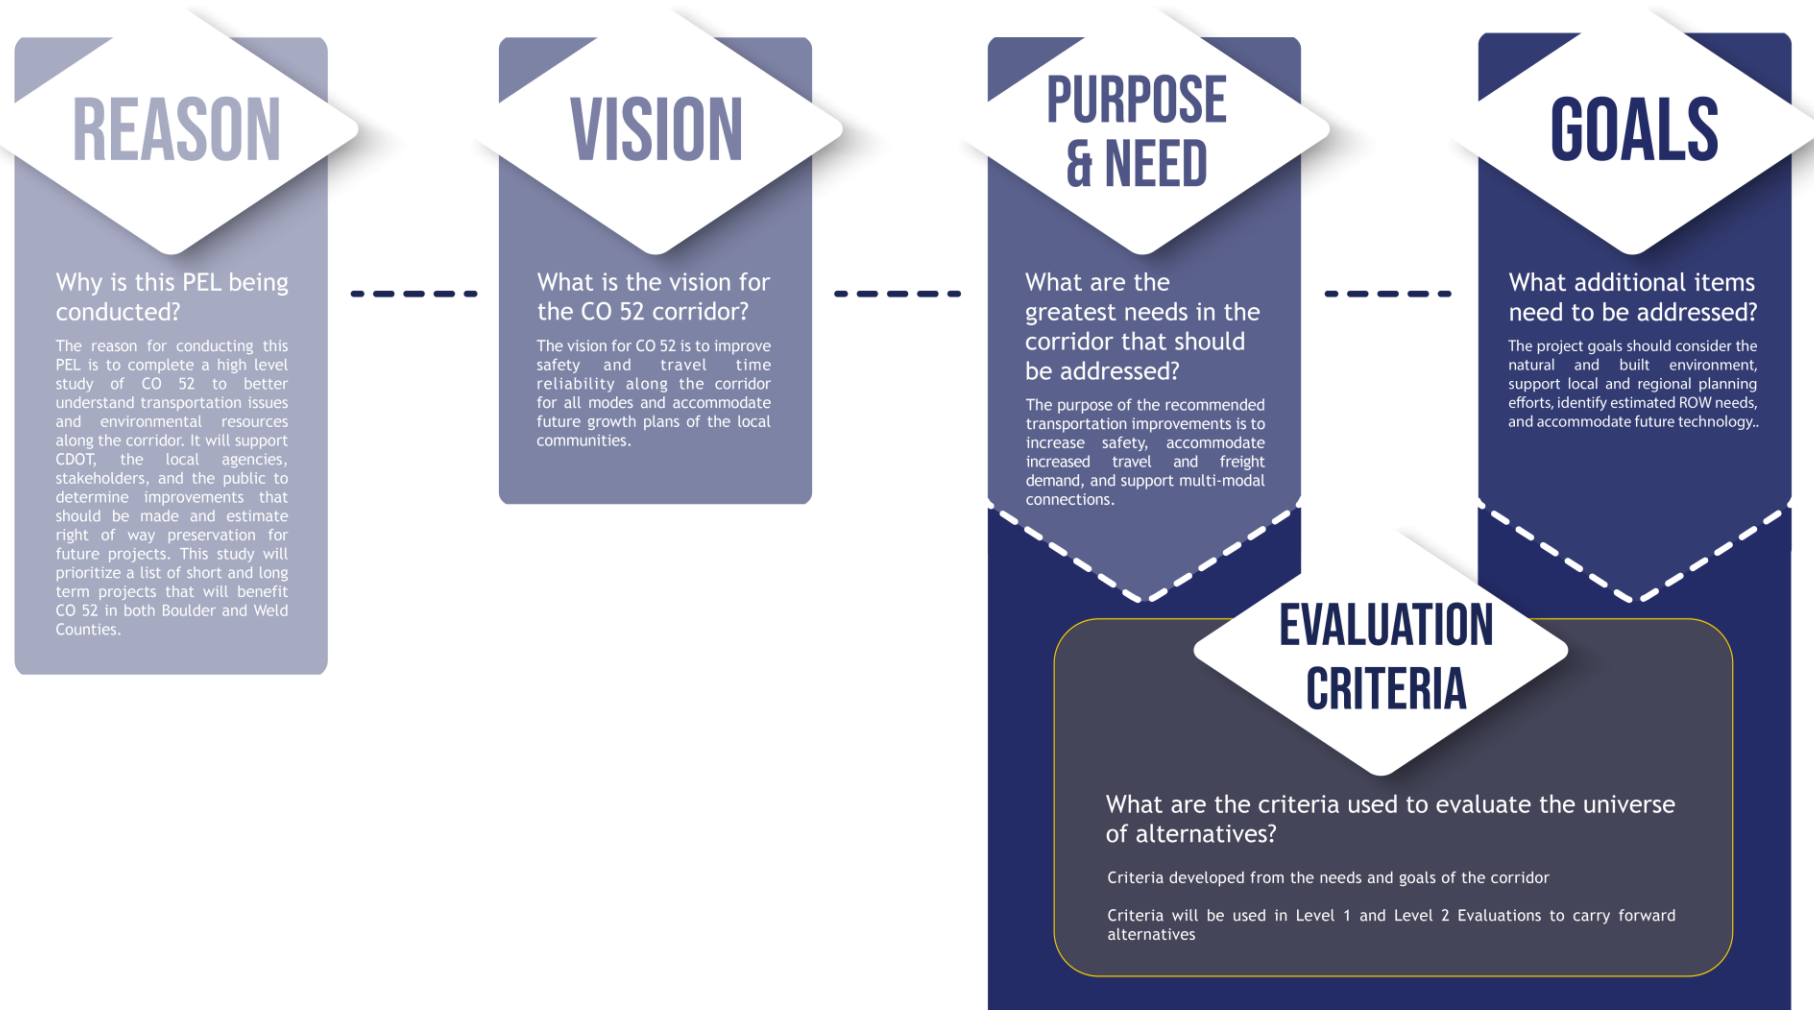 REASON
Why is this PEL being
conducted?
The reason for conducting this
PEL is to complete a high level
study of CO 52 to better
understand transportation issues
and environmental resources
along the corridor. It will support
CDOT, the local agencies,
stakeholders, and the public to
determine improvements that
should be made and estimate
right of way preservation for
future projects. This study will
prioritize a list of short and long
term projects that will benefit
CO 52 in both Boulder and Weld
Counties.
VISION
What is the vision for
the CO 52 corridor?
The vision for CO 52 is to improve
safety and travel time
reliability along the corridor
for all modes and accommodate
future growth plans of the local
communities.
PURPOSE
& NEED
What are the
greatest needs in the
corridor that should
be addressed?
The purpose of the recommended
transportation improvements is to
increase safety, accommodate
increased travel and freight
demand, and support multi-modal
connections.
GOALS
What additional items
need to be addressed?
The project goals should consider the
natural and built environment,
support local and regional planning
efforts, identify estimated ROW needs,
and accommodate future technology..
EVALUATION
CRITERIA
What are the criteria used to evaluate the universe
of alternatives?
Criteria developed from the needs and goals of the corridor
Criteria will be used in Level 1 and Level 2 Evaluations to carry forward
alternatives